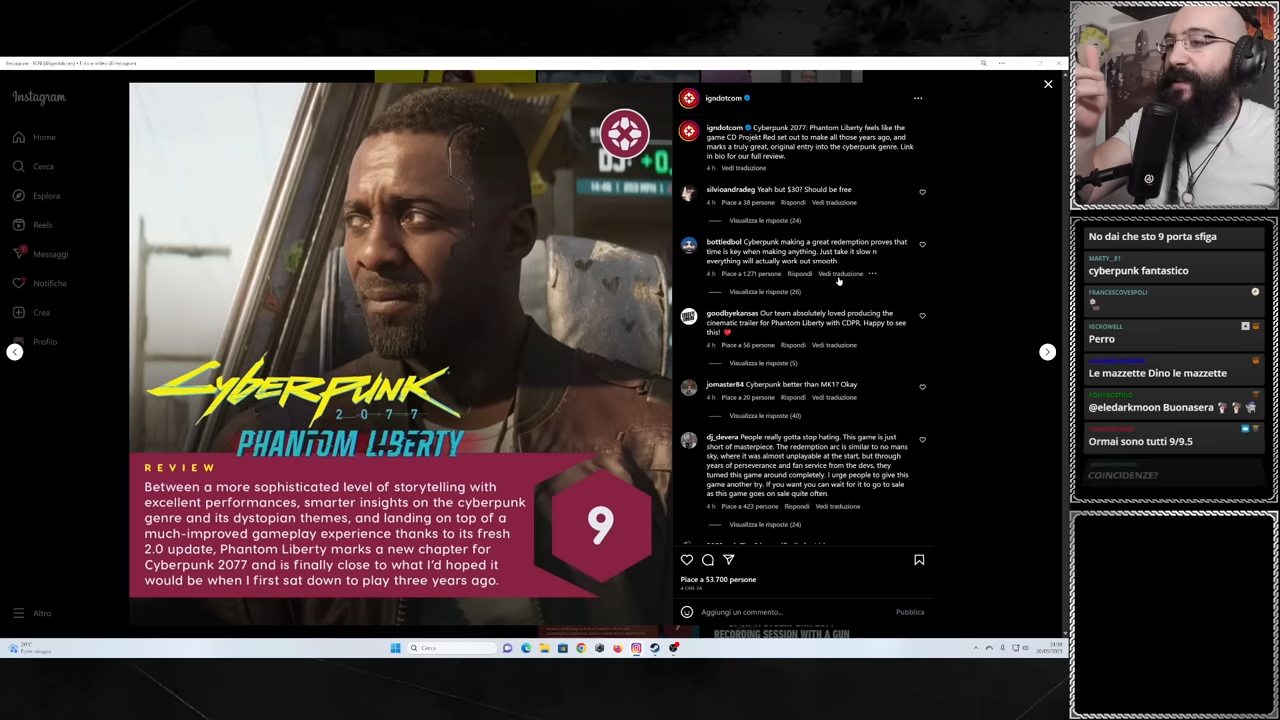 Instagram
Home
Cerca
Esplora
Reels
Messaggi
Notifiche
Crea
Profilo
Altro
CYBERPUNK
2077
PHANTOM LIBERTY
REVIEW
Between a more sophisticated level of storytelling with
excellent performances, smarter insights on the cyberpunk
genre and its dystopian themes, and landing on top of a
much-improved gameplay experience thanks to its fresh
2.0 update, Phantom Liberty marks a new chapter for
Cyberpunk 2077 and is finally close to what I'd hoped it
would be when I first sat down to play three years ago.
9
igndotcom
igndotcom Cyberpunk 2077: Phantom Liberty feels like the
game CD Projekt Red set out to make all those years ago, and
marks a truly great, original entry into the cyberpunk genre. Link
in bio for our full review.
4 h Vedi traduzione
silvioandradeg Yeah but $30? Should be free
4 h Piace a 38 persone Rispondi Vedi traduzione
Visualizza le risposte (24)
bottledbol Cyberpunk making a great redemption proves that
time is key when making anything. Just take it slow n
everything will actually work out smooth
4 h Piace a 1.271 persone Rispondi Vedi traduzione
Visualizza le risposte (26)
goodbyekansas Our team absolutely loved producing the
cinematic trailer for Phantom Liberty with CDPR. Happy to see
this! ❤️
4 h Piace a 56 persone Rispondi Vedi traduzione
Visualizza le risposte (5)
jomaster84 Cyberpunk better than MK1? Okay
4 h Piace a 20 persone Rispondi Vedi traduzione
Visualizza le risposte (40)
dj_devera People really gotta stop hating. This game is just
short of masterpiece. The redemption arc is similar to no mans
sky, where it was almost unplayable at the start, but through
years of perseverance and fan service from the devs, they
turned this game around completely. I urge people to give this
game another try. If you want you can wait for it to go to sale
as this game goes on sale quite often.
4 h Piace a 423 persone Rispondi Vedi traduzione
Visualizza le risposte (24)
Piace a 53.700 persone
4 ORE FA
Aggiungi un commento...
Pubblica
RECORDING SESSION WITH A GUN
20°C
Cerca
21:38
20/09/2023
No dai che sto 9 porta sfiga
MARTY__81
cyberpunk fantastico
FRANCESCOVESPOLI
IGCROWELL
Perro
Le mazzette Dino le mazzette
@eledarkmoon Buonasera
Ormai sono tutti 9/9.5
COINCIDENZE?